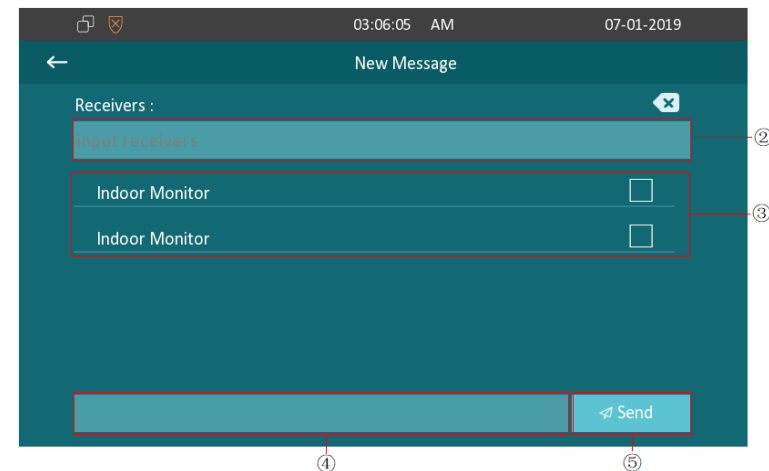 03:06:05 AM 07-01-2019
New Message
Receivers :
input receivers
②
Indoor Monitor
③
Indoor Monitor
Send
④ ⑤